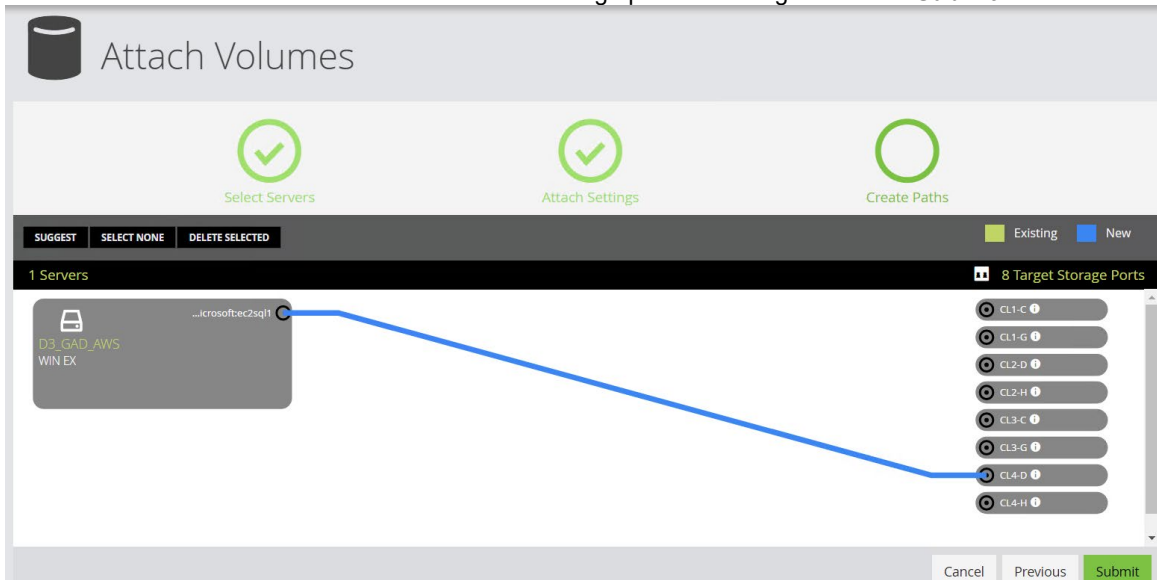 Attach Volumes
Select Servers
Attach Settings
Create Paths
SUGGEST SELECT NONE DELETE SELECTED Existing New
1 Servers 8 Target Storage Ports
...icrosoft:ec2sql1
D3_GAD_AWS
WIN EX
CL1-C
CL1-G
CL2-D
CL2-H
CL3-C
CL3-G
CL4-D
CL4-H
Cancel Previous Submit